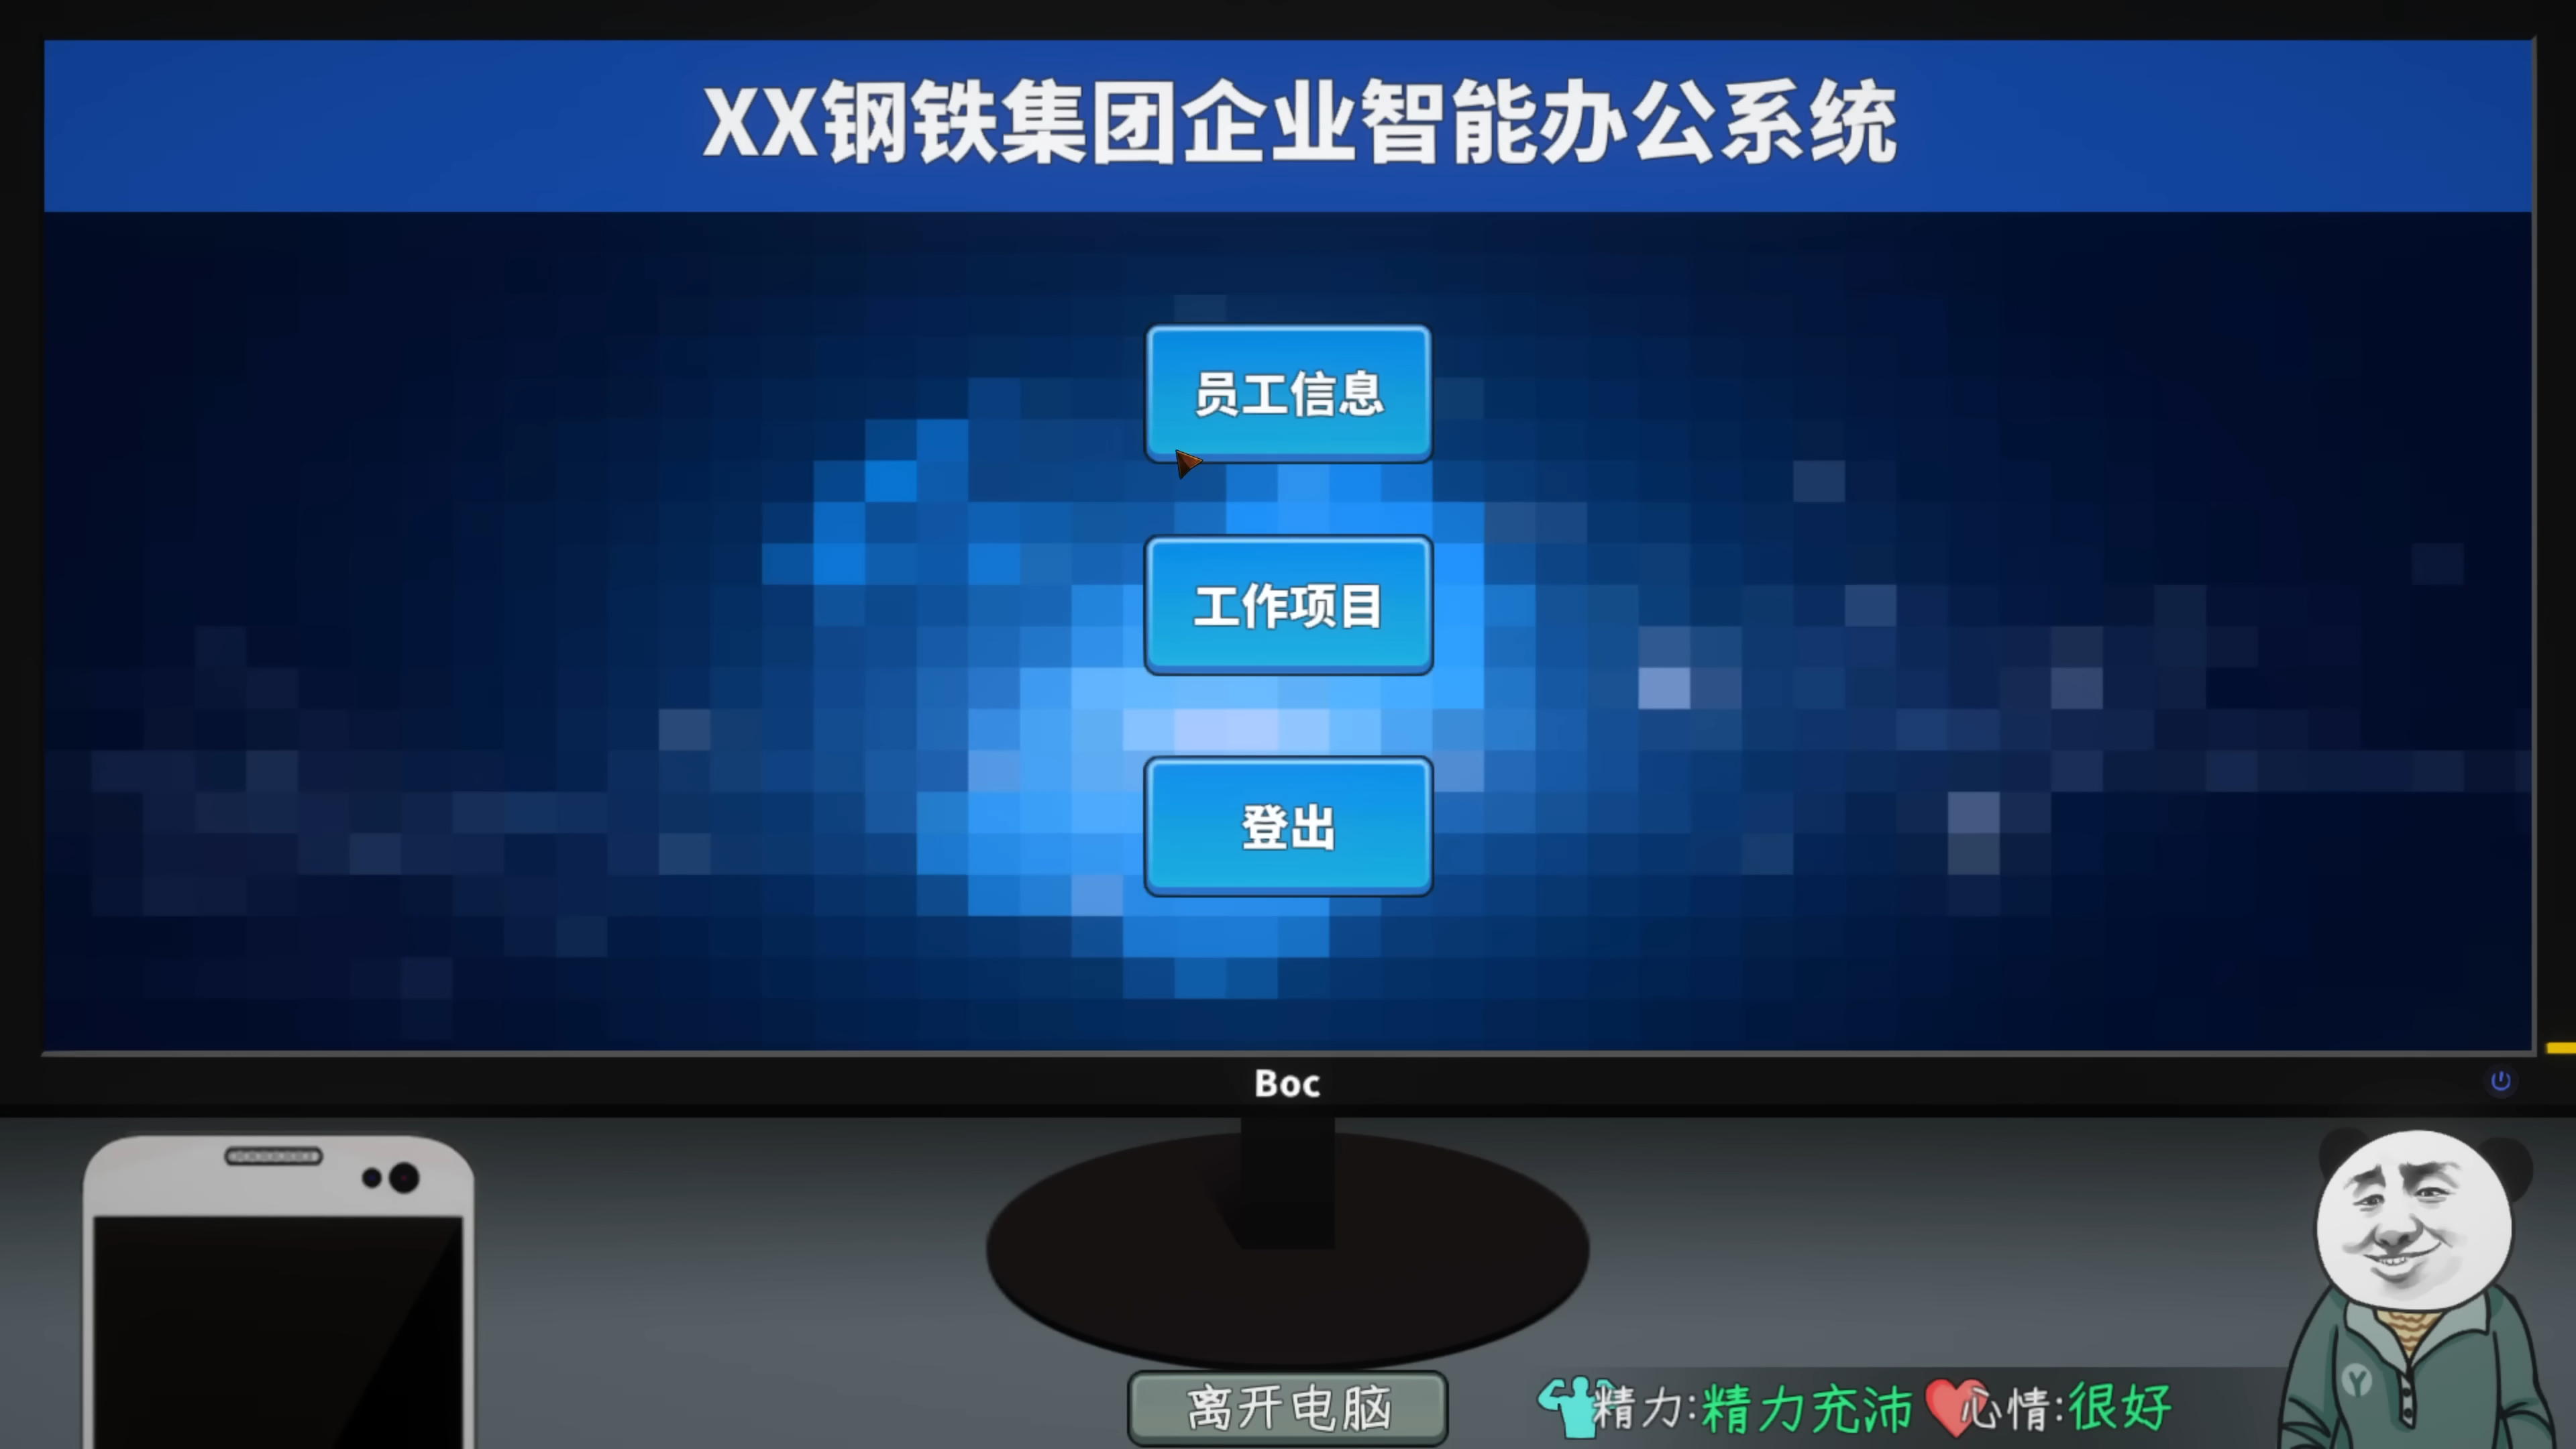 XX钢铁集团企业智能办公系统
员工信息
工作项目
登出
Boc
离开电脑
精力:精力充沛 心情:很好
Y